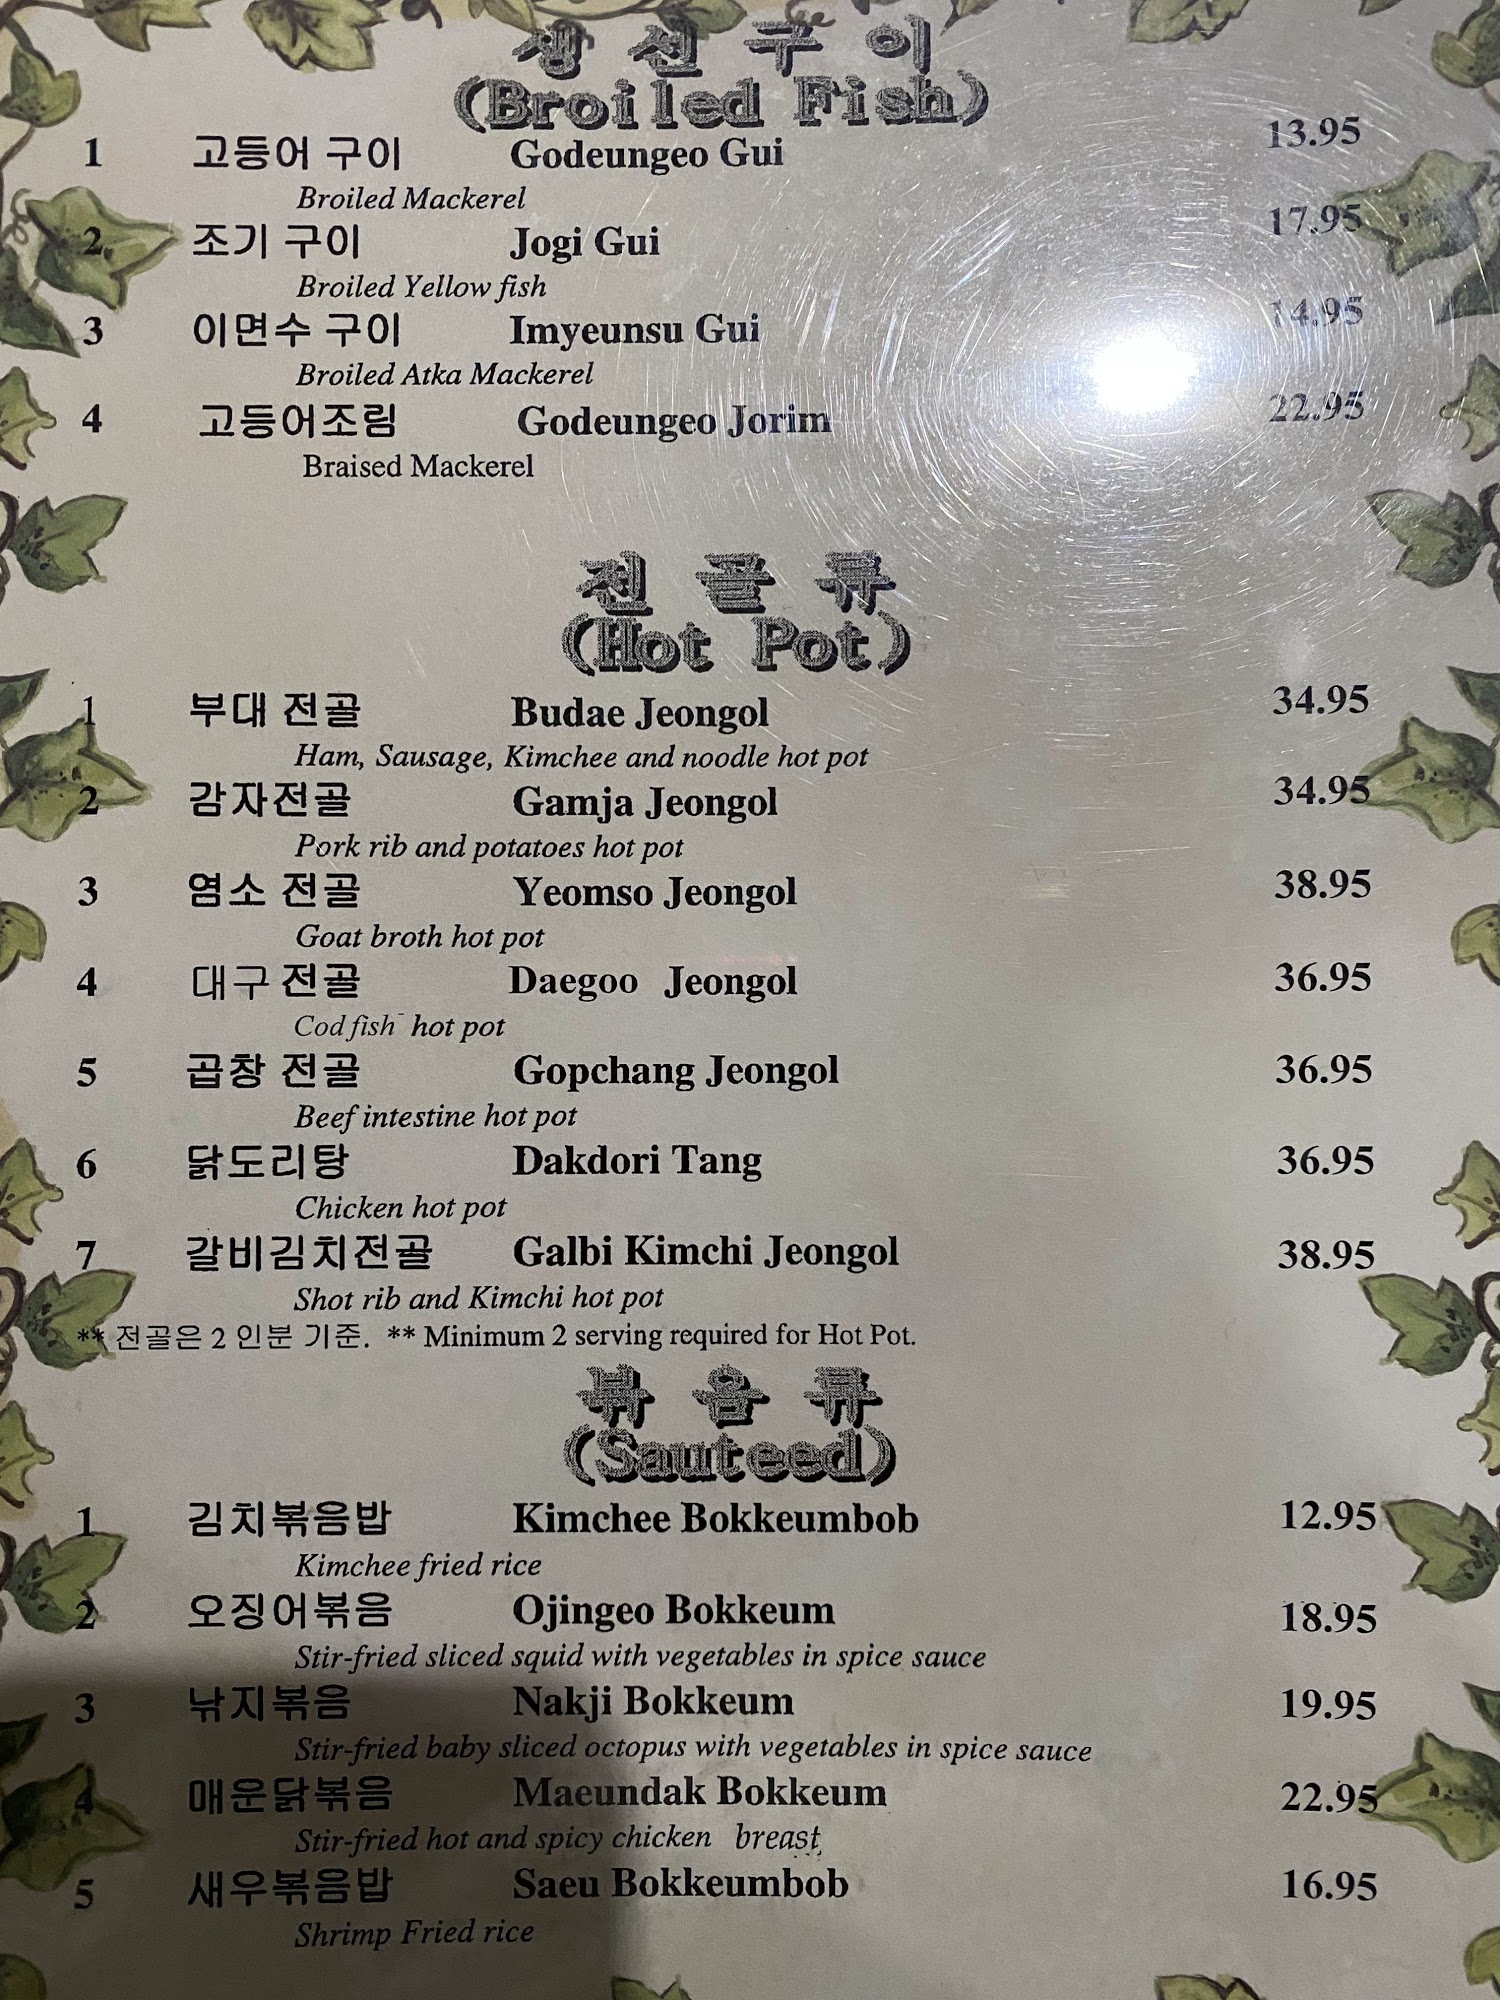 생선구이
(Broiled Fish)
1 고등어 구이 Godeungeo Gui 13.95
Broiled Mackerel
2 조기 구이 Jogi Gui 17.95
Broiled Yellow fish
3 이면수 구이 Imyeunsu Gui 14.95
Broiled Atka Mackerel
4 고등어조림 Godeungeo Jorim 22.95
Braised Mackerel
전골류
(Hot Pot)
1 부대 전골 Budae Jeongol 34.95
Ham, Sausage, Kimchee and noodle hot pot
2 감자전골 Gamja Jeongol 34.95
Pork rib and potatoes hot pot
3 염소 전골 Yeomso Jeongol 38.95
Goat broth hot pot
4 대구 전골 Daegoo Jeongol 36.95
Cod fish hot pot
5 곱창 전골 Gopchang Jeongol 36.95
Beef intestine hot pot
6 닭도리탕 Dakdori Tang 36.95
Chicken hot pot
7 갈비김치전골 Galbi Kimchi Jeongol 38.95
Shot rib and Kimchi hot pot
** 전골은 2 인분 기준. ** Minimum 2 serving required for Hot Pot.
볶음류
(Sauteed)
1 김치볶음밥 Kimchee Bokkeumbob 12.95
Kimchee fried rice
2 오징어볶음 Ojingeo Bokkeum 18.95
Stir-fried sliced squid with vegetables in spice sauce
3 낚지볶음 Nakji Bokkeum 19.95
Stir-fried baby sliced octopus with vegetables in spice sauce
4 매운닭볶음 Maeundak Bokkeum 22.95
Stir-fried hot and spicy chicken breast
5 새우볶음밥 Saeu Bokkeumbob 16.95
Shrimp Fried rice